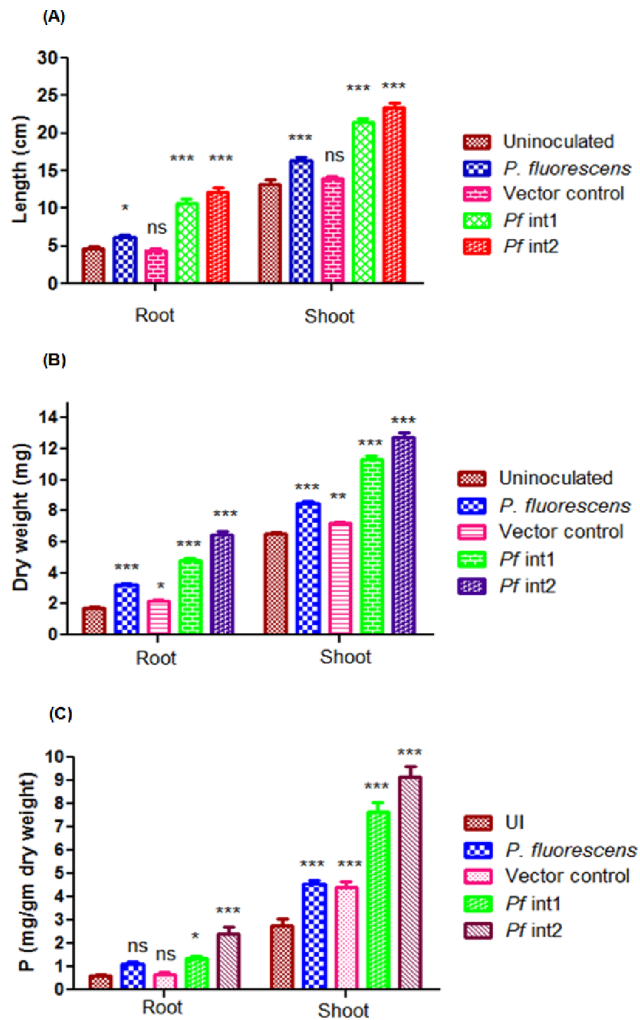 (A)
Length (cm)
30
25
20
15
10
5
0
*
ns
***
***
***
ns
***
***
Root
Shoot
Uninoculated
P. fluorescens
Vector control
Pf int1
Pf int2
(B)
Dry weight (mg)
14
12
10
8
6
4
2
0
***
*
***
***
***
**
***
***
Root
Shoot
Uninoculated
P. fluorescens
Vector control
Pf int1
Pf int2
(C)
P (mg/gm dry weight)
10
9
8
7
6
5
4
3
2
1
0
ns
ns
*
***
***
***
***
***
Root
Shoot
UI
P. fluorescens
Vector control
Pf int1
Pf int2